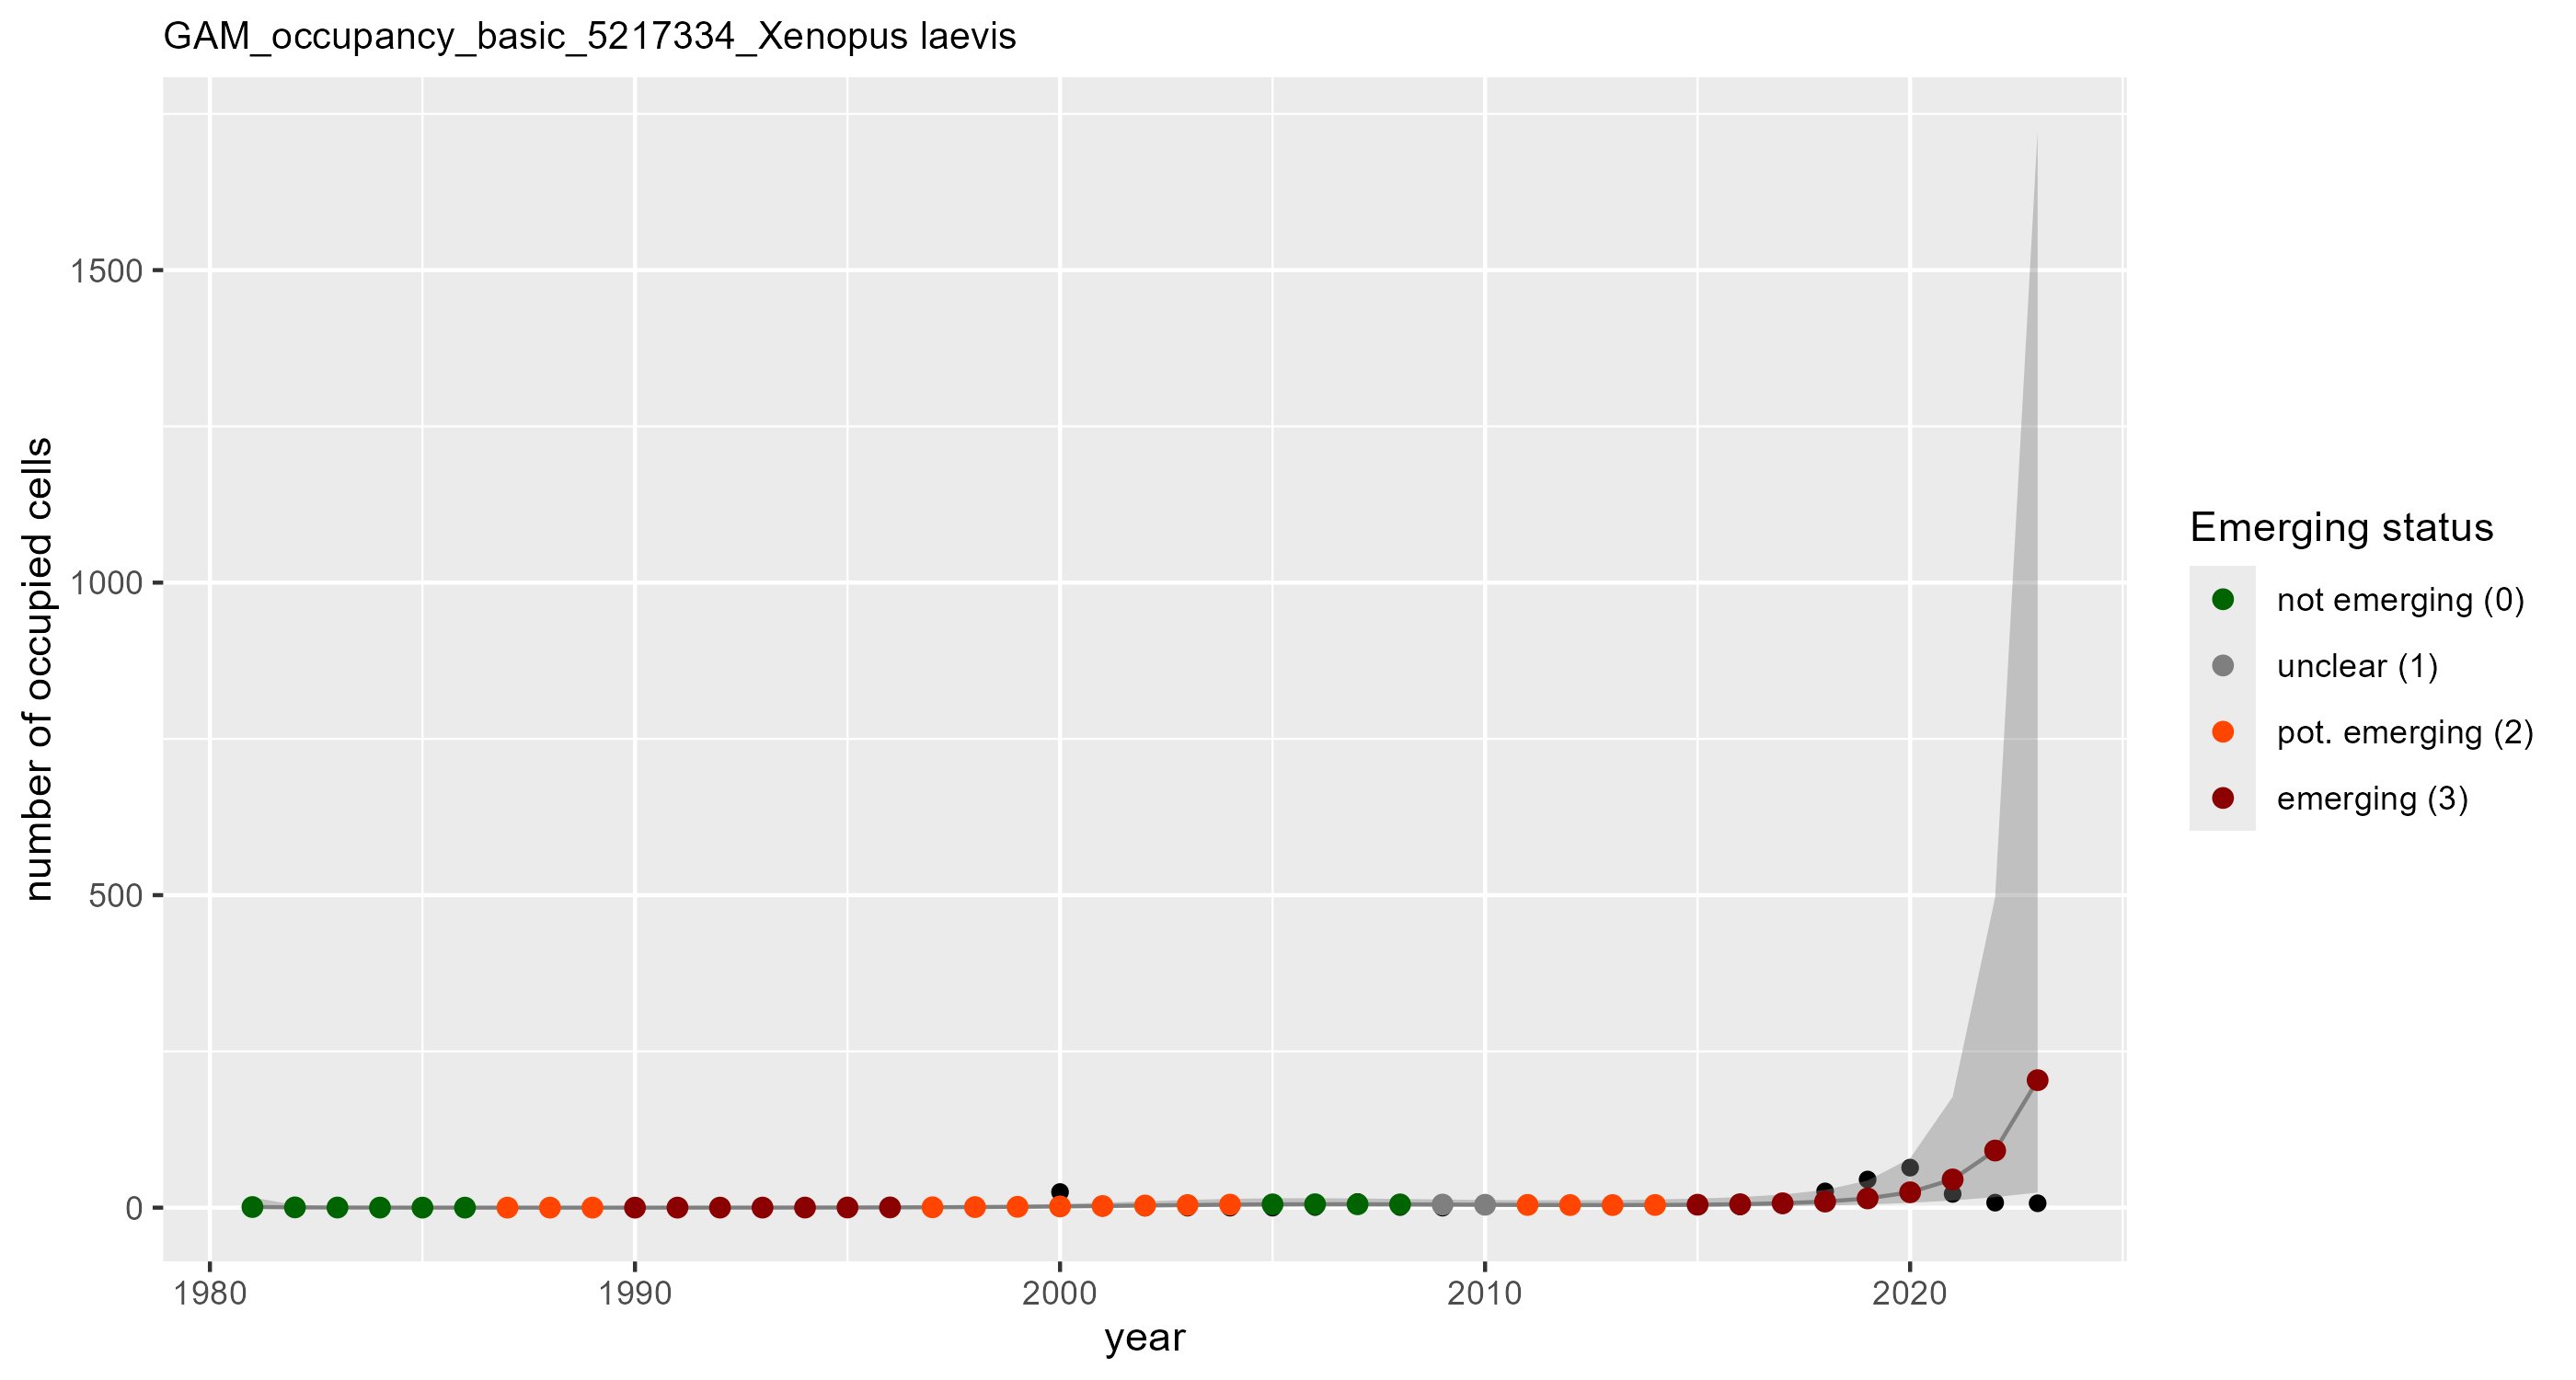 GAM_occupancy_basic_5217334_Xenopus laevis
number of occupied cells
1500
1000
500
0
1980
1990
2000
2010
2020
year
Emerging status
not emerging (0)
unclear (1)
pot. emerging (2)
emerging (3)